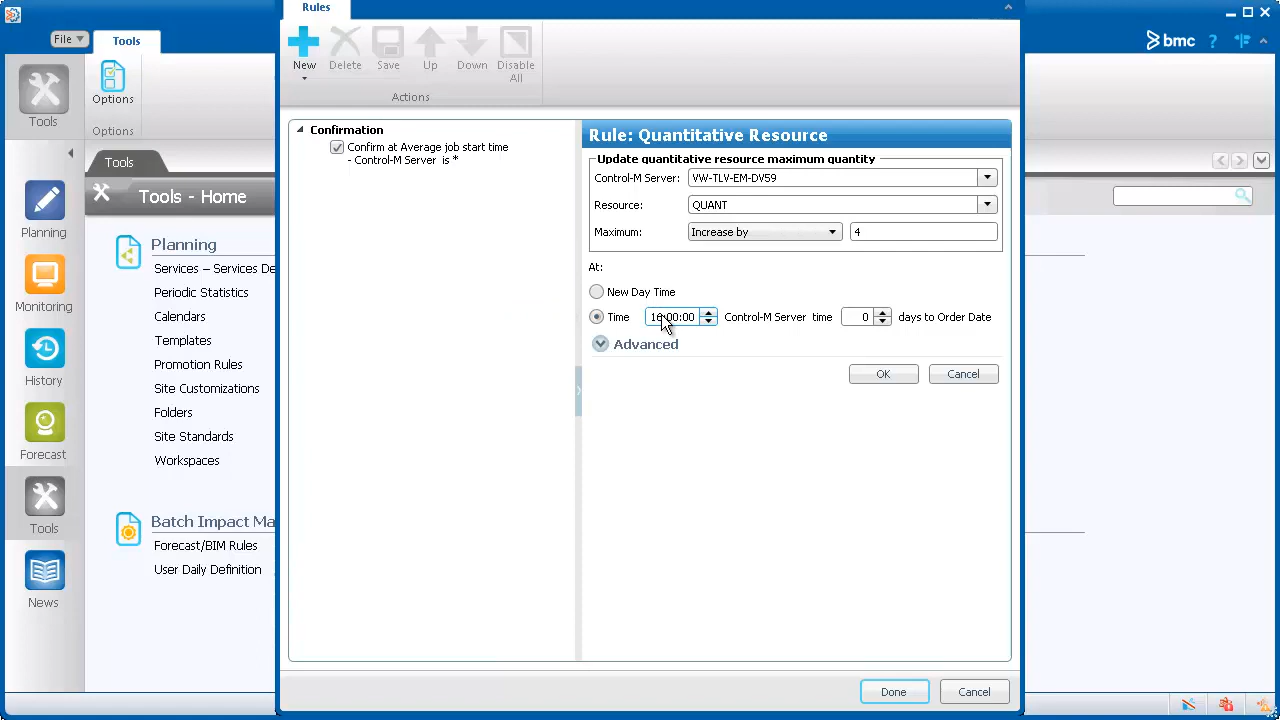 Rules
File
Tools
bmc
?
New
Delete
Save
Up
Down
Disable
All
Actions
Tools
Options
Options
Tools
Tools - Home
Planning
Monitoring
History
Forecast
Tools
News
Planning
Services – Services De
Periodic Statistics
Calendars
Templates
Promotion Rules
Site Customizations
Folders
Site Standards
Workspaces
Batch Impact Ma
Forecast/BIM Rules
User Daily Definition
Confirmation
Confirm at Average job start time
- Control-M Server is *
Rule: Quantitative Resource
Update quantitative resource maximum quantity
Control-M Server: VW-TLV-EM-DV59
Resource: QUANT
Maximum: Increase by 4
At:
New Day Time
Time 16:00:00 Control-M Server time 0 days to Order Date
Advanced
OK Cancel
Done Cancel